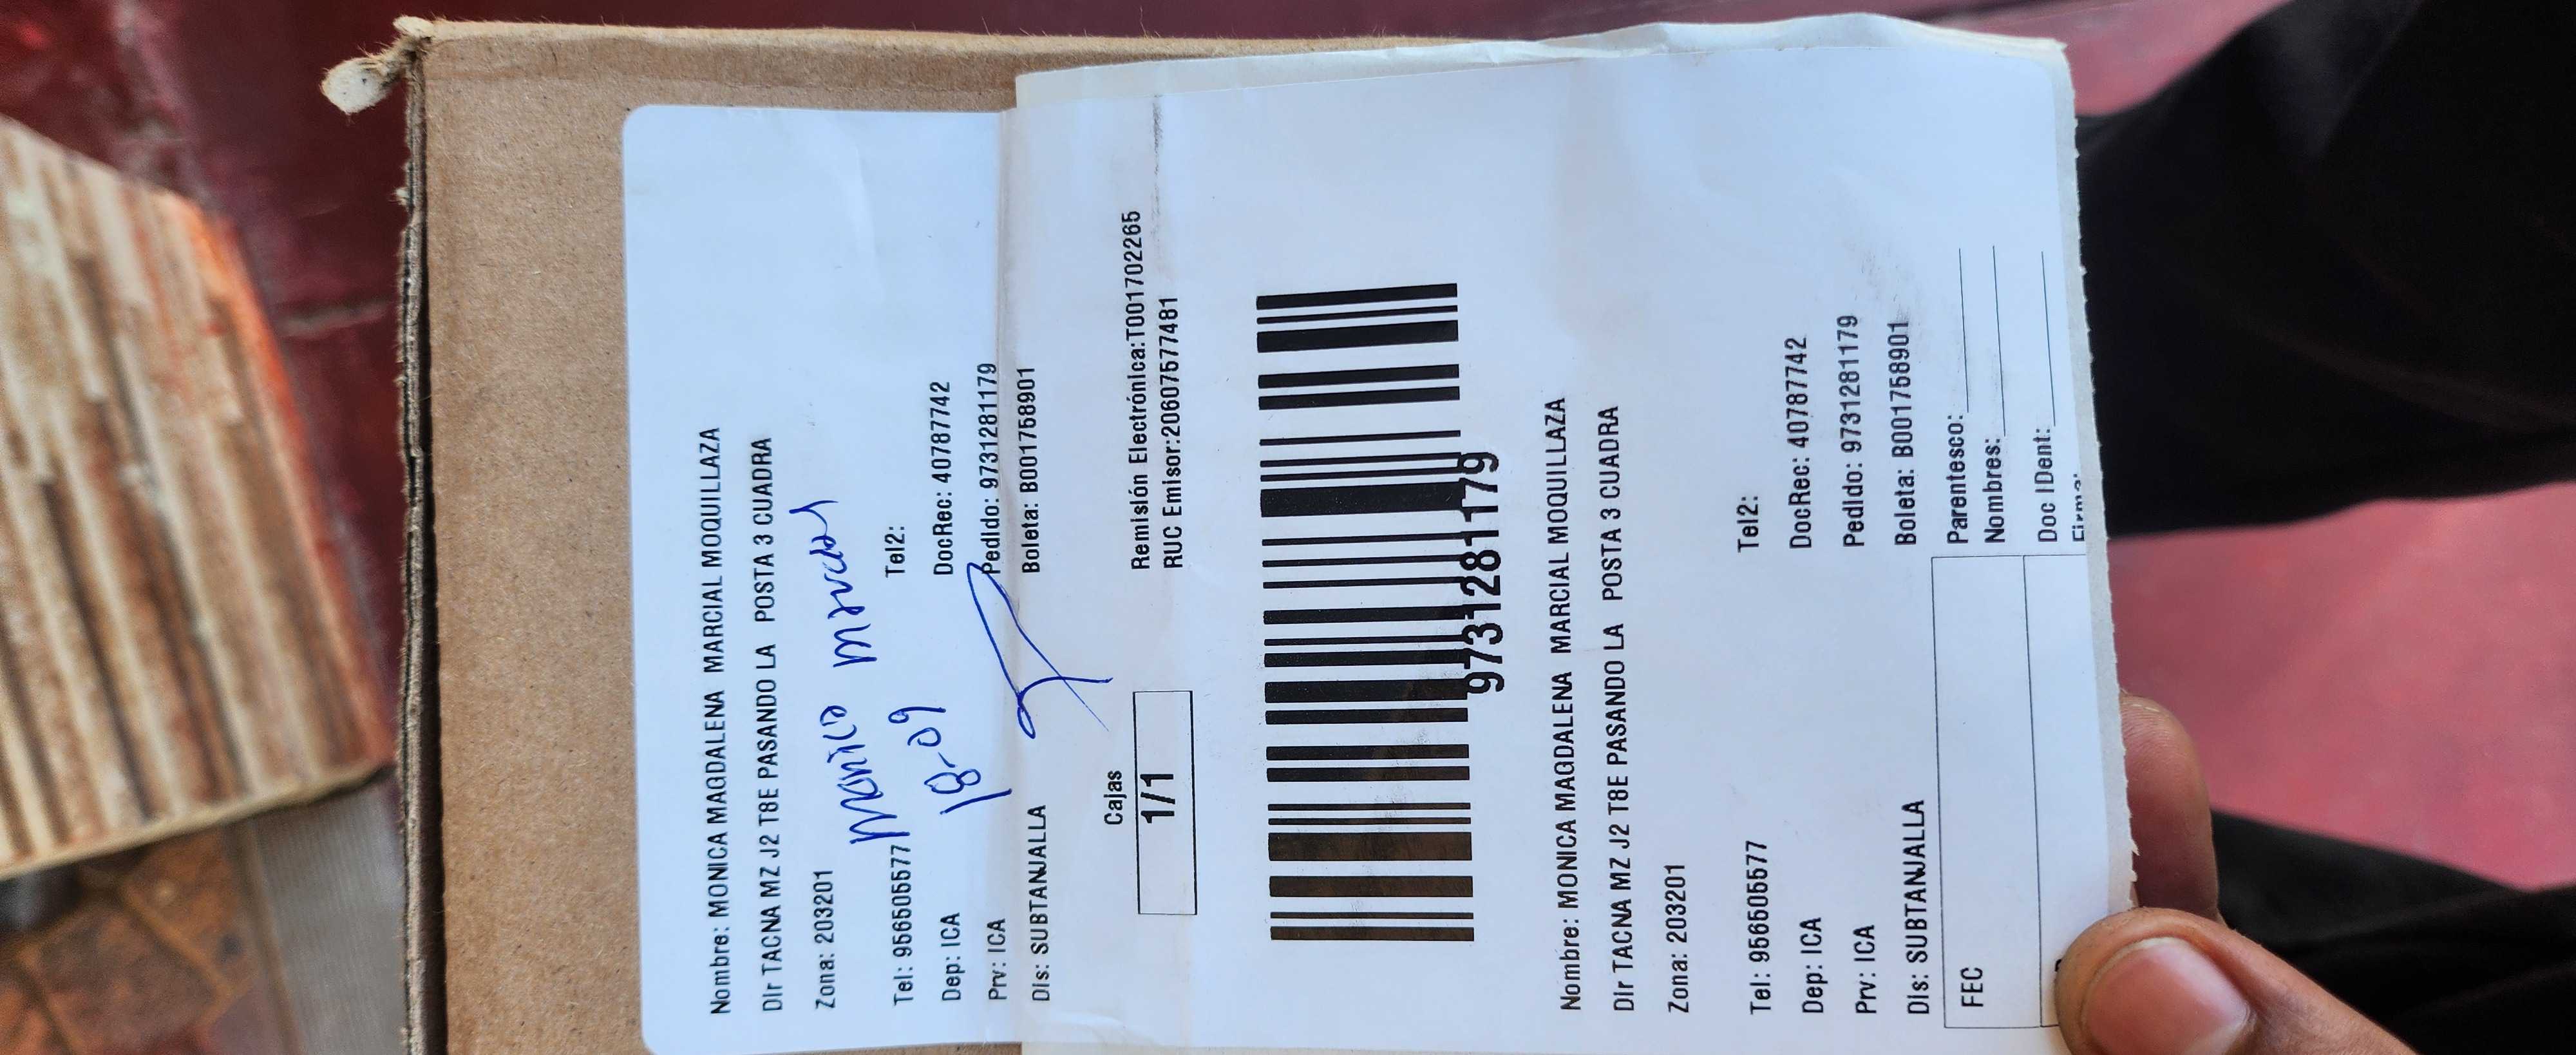 Nombre: MONICA MAGDALENA MARCIAL MOQUILLAZA
Dir TACNA MZ J2 T8E PASANDO LA POSTA 3 CUADRA
Zona: 203201
Monica Marcial
Tel: 956505577 Tel2:
18-09
Dep: ICA DocRec: 40787742
Prv: ICA Pedido: 9731281179
Dis: SUBTANJALLA Boleta: B001758901
Cajas
1/1
Remisión Electrónica:T001702265
RUC Emisor:20607577481
9731281179
Nombre: MONICA MAGDALENA MARCIAL MOQUILLAZA
Dir TACNA MZ J2 T8E PASANDO LA POSTA 3 CUADRA
Zona: 203201
Tel: 956505577 Tel2:
Dep: ICA DocRec: 40787742
Prv: ICA Pedido: 9731281179
Dis: SUBTANJALLA Boleta: B001758901
FEC Parentesco:
Nombres:
Doc IDent:
Firma: